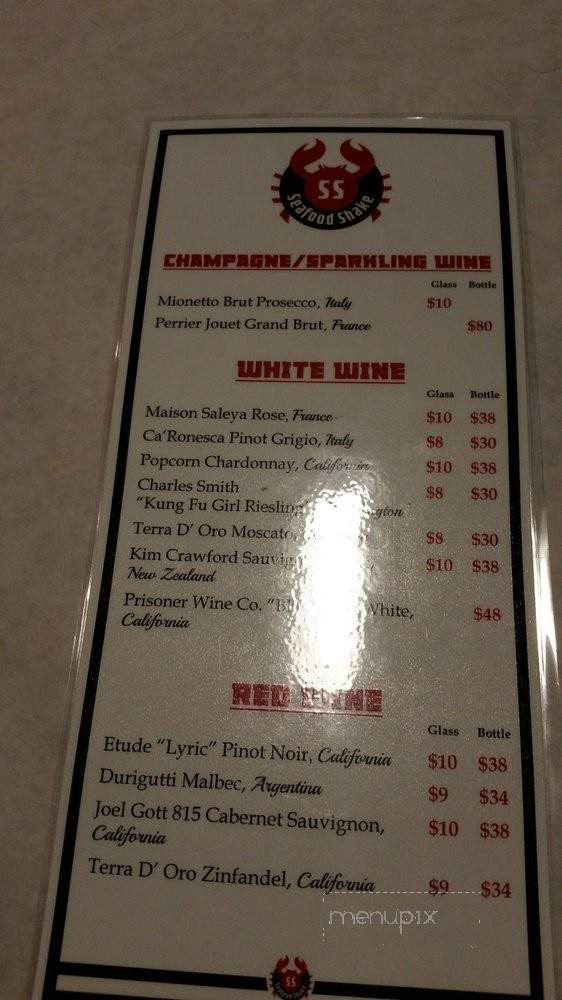 SS
Seafood Shake
CHAMPAGNE/SPARKLING WINE
Glass Bottle
Mionetto Brut Prosecco, Italy $10
Perrier Jouet Grand Brut, France $80
WHITE WINE
Glass Bottle
Maison Saleya Rose, France $10 $38
Ca'Ronesca Pinot Grigio, Italy $8 $30
Popcorn Chardonnay, California $10 $38
Charles Smith
"Kung Fu Girl Riesling $8 $30
Terra D' Oro Moscato, $8 $30
Kim Crawford $10 $38
New Zealand
Prisoner Wine Co. White, $48
California
RED WINE
Glass Bottle
Etude "Lyric" Pinot Noir, California $10 $38
Durigutti Malbec, Argentina $9 $34
Joel Gott 815 Cabernet Sauvignon, $10 $38
California
Terra D' Oro Zinfandel, California $9 $34
menupix
SS